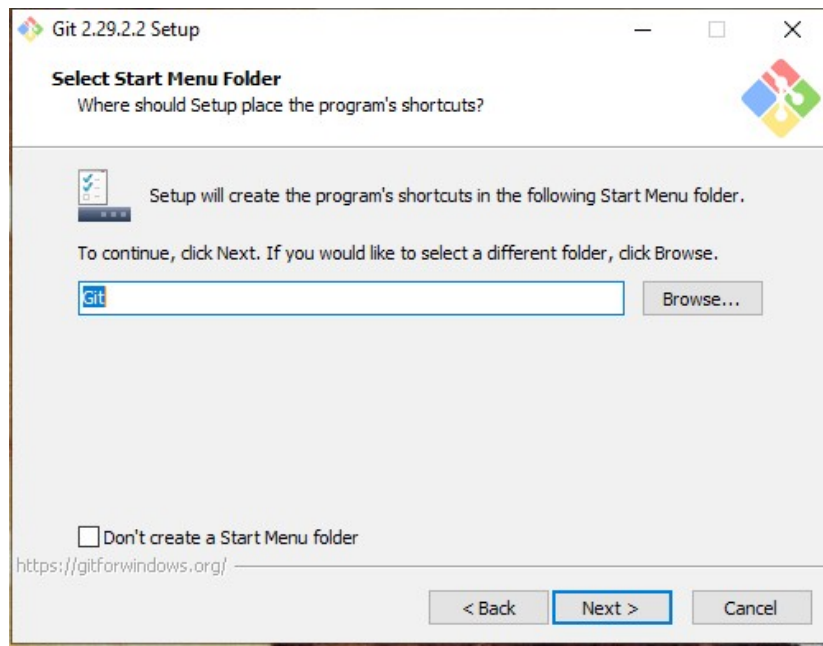 Git 2.29.2.2 Setup
Select Start Menu Folder
Where should Setup place the program's shortcuts?
Setup will create the program's shortcuts in the following Start Menu folder.
To continue, click Next. If you would like to select a different folder, click Browse.
Git
Browse...
Don't create a Start Menu folder
https://gitforwindows.org/
< Back
Next >
Cancel